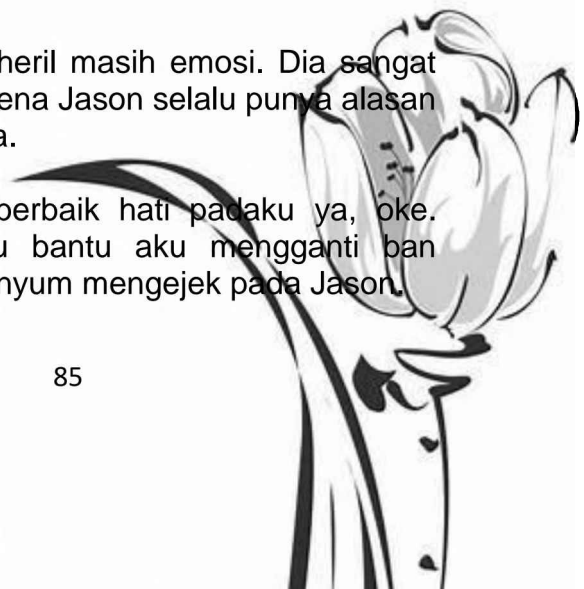 heril masih emosi. Dia sangat
ena Jason selalu punya alasan
a.
berbaik hati padaku ya, oke.
u bantu aku mengganti ban
nyum mengejek pada Jason.
85